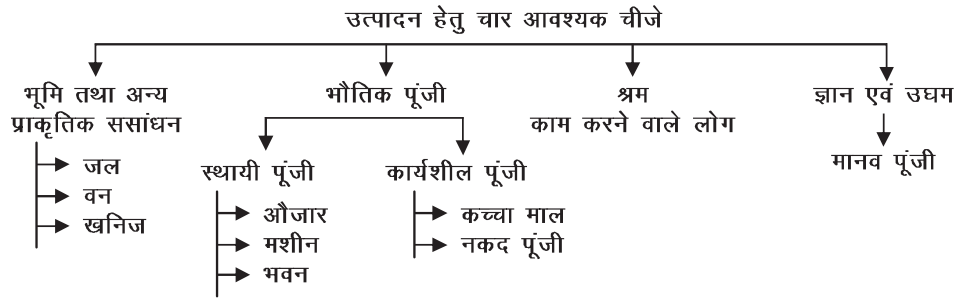 उत्पादन हेतु चार आवश्यक चीजे
भूमि तथा अन्य
प्राकृतिक ससांधन
जल
वन
खनिज
भौतिक पूंजी
स्थायी पूंजी
औजार
मशीन
भवन
कार्यशील पूंजी
कच्चा माल
नकद पूंजी
श्रम
काम करने वाले लोग
ज्ञान एवं उघम
मानव पूंजी